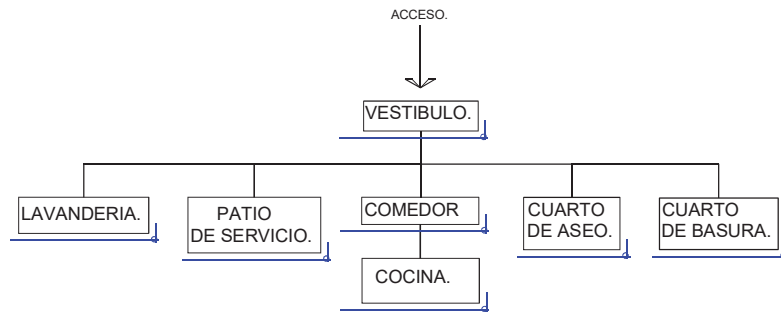 ACCESO.
VESTIBULO.
LAVANDERIA.
PATIO
DE SERVICIO.
COMEDOR
CUARTO
DE ASEO.
CUARTO
DE BASURA.
COCINA.